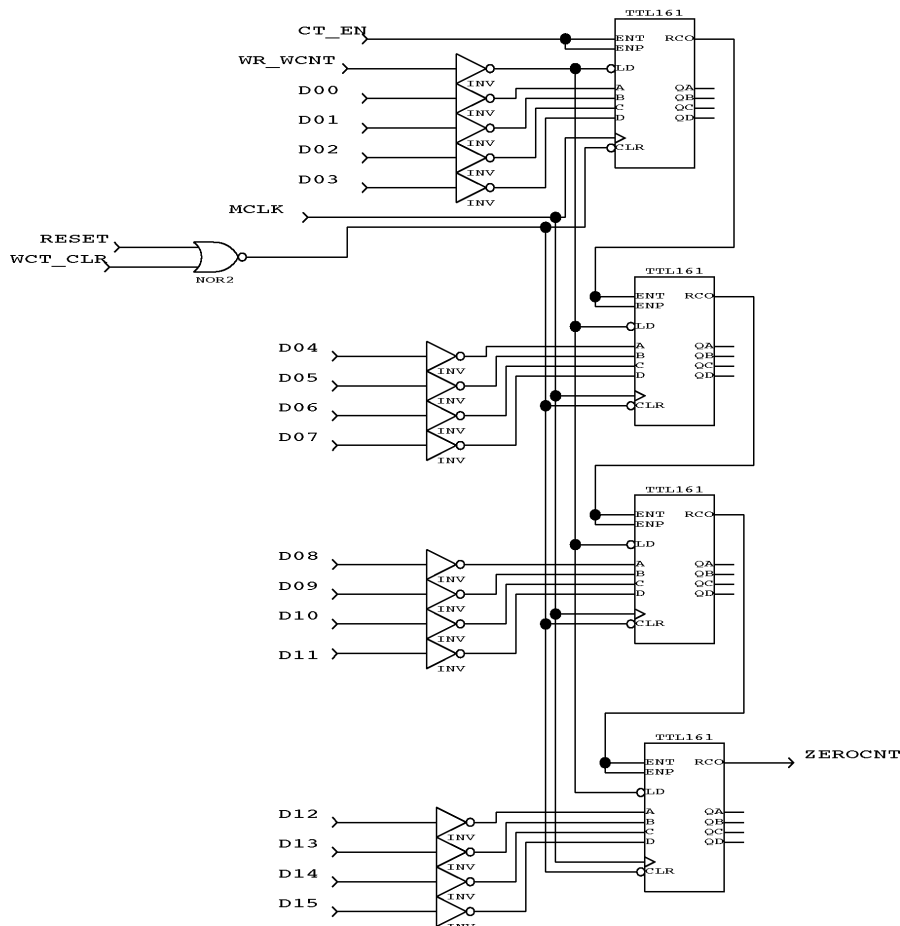 TTL161
CT_EN
ENT RCO
ENP
WR_WCNT
LD
INV
D00
A QA
B QB
INV
C QC
D01
D QD
INV
D02
CLR
INV
D03
INV
MCLK
RESET
WCT_CLR
NOR2
TTL161
ENT RCO
ENP
LD
D04
A QA
B QB
INV
C QC
D05
D QD
INV
D06
CLR
INV
D07
INV
TTL161
ENT RCO
ENP
LD
D08
A QA
B QB
INV
C QC
D09
D QD
INV
D10
CLR
INV
D11
INV
TTL161
ZEROCNT
ENT RCO
ENP
LD
D12
A QA
B QB
INV
C QC
D13
D QD
INV
D14
CLR
INV
D15
INV